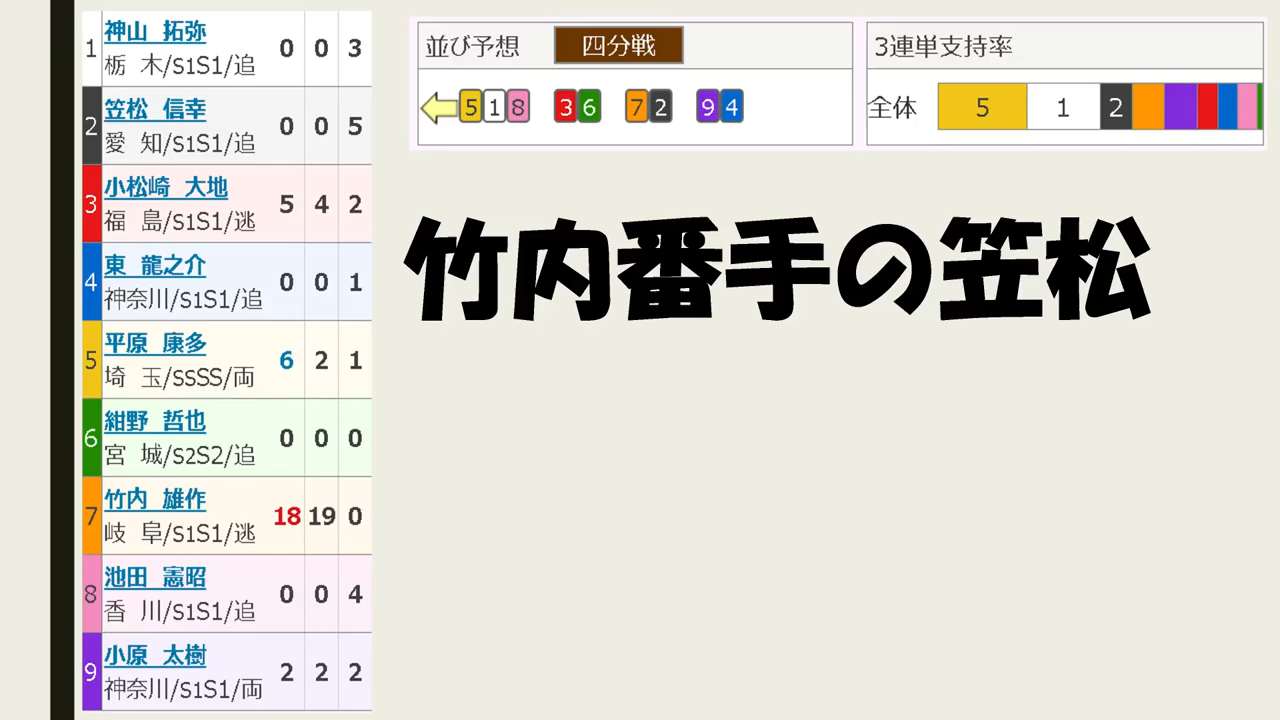 1 神山 拓弥 0 0 3
栃 木/S1S1/追
2 笠松 信幸 0 0 5
愛 知/S1S1/追
3 小松崎 大地 5 4 2
福 島/S1S1/逃
4 東 龍之介 0 0 1
神奈川/S1S1/追
5 平原 康多 6 2 1
埼 玉/SSSS/両
6 紺野 哲也 0 0 0
宮 城/S2S2/追
7 竹内 雄作 18 19 0
岐 阜/S1S1/逃
8 池田 憲昭 0 0 4
香 川/S1S1/追
9 小原 太樹 2 2 2
神奈川/S1S1/両
並び予想 四分戦
5 1 8 3 6 7 2 9 4
3連単支持率
全体 5 1 2
竹内番手の笠松